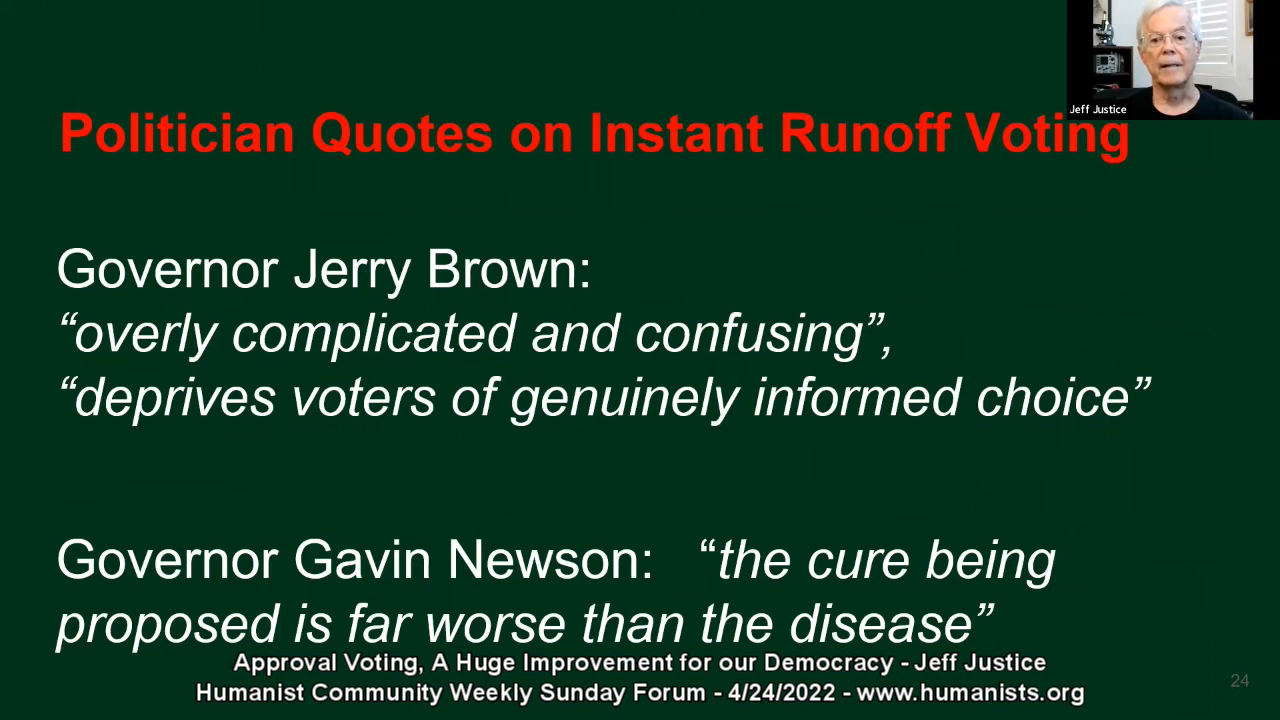 Jeff Justice
Politician Quotes on Instant Runoff Voting
Governor Jerry Brown:
“overly complicated and confusing”,
“deprives voters of genuinely informed choice”
Governor Gavin Newson: “the cure being
proposed is far worse than the disease”
Approval Voting, A Huge Improvement for our Democracy - Jeff Justice
Humanist Community Weekly Sunday Forum - 4/24/2022 - www.humanists.org
24